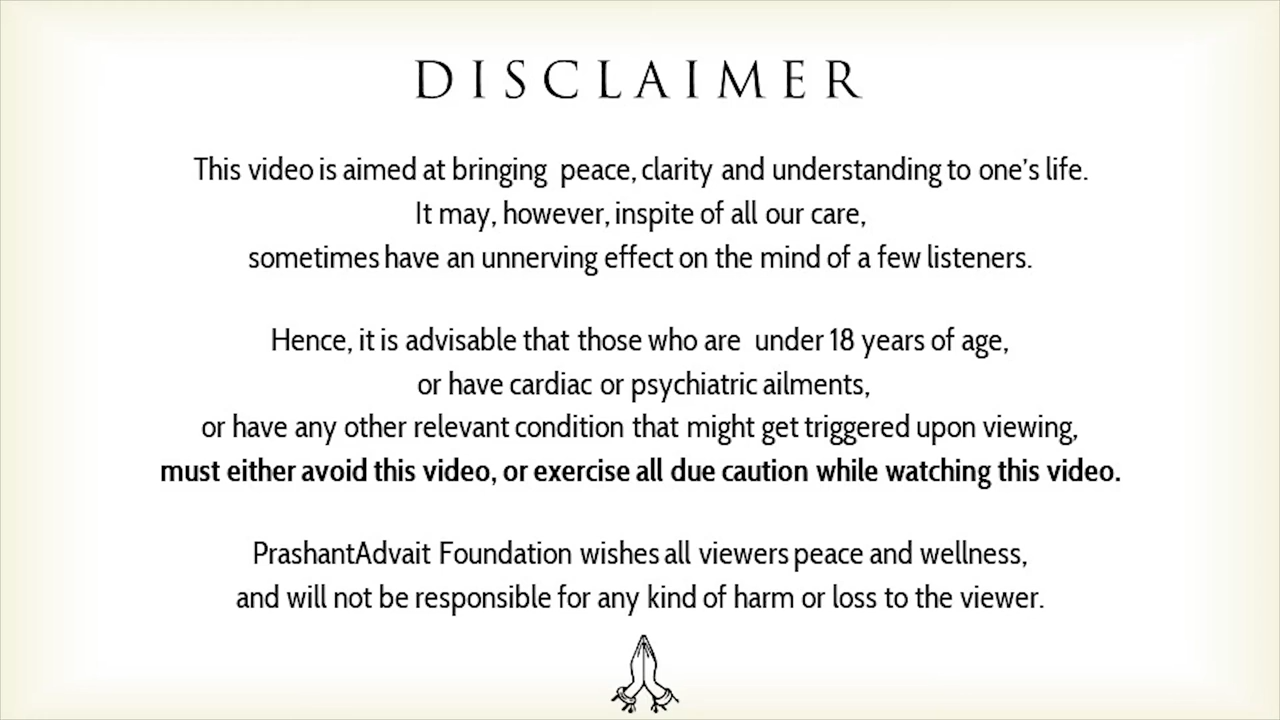 DISCLAIMER
This video is aimed at bringing peace, clarity and understanding to one's life.
It may, however, inspite of all our care,
sometimes have an unnerving effect on the mind of a few listeners.
Hence, it is advisable that those who are under 18 years of age,
or have cardiac or psychiatric ailments,
or have any other relevant condition that might get triggered upon viewing,
must either avoid this video, or exercise all due caution while watching this video.
PrashantAdvait Foundation wishes all viewers peace and wellness,
and will not be responsible for any kind of harm or loss to the viewer.